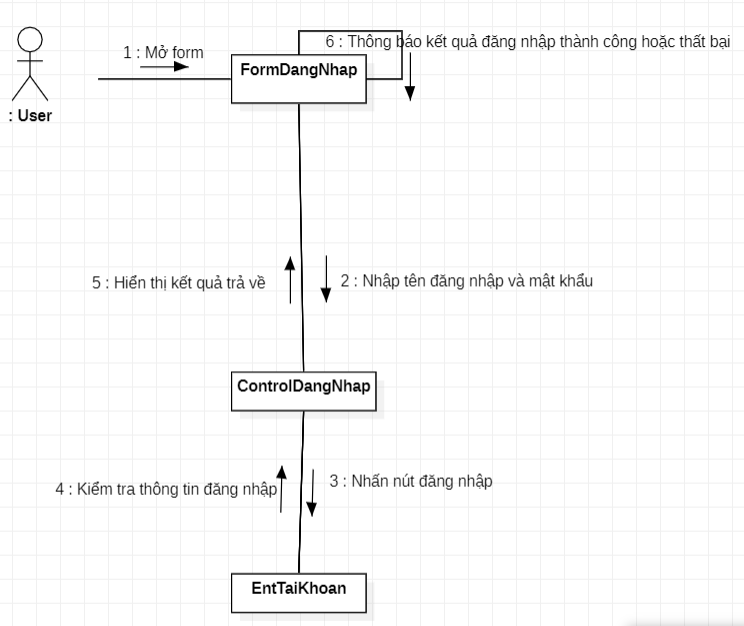 6 : Thông báo kết quả đăng nhập thành công hoặc thất bại
1 : Mở form
FormDangNhap
: User
5 : Hiển thị kết quả trả về
2 : Nhập tên đăng nhập và mật khẩu
ControlDangNhap
4 : Kiểm tra thông tin đăng nhập
3 : Nhấn nút đăng nhập
EntTaiKhoan